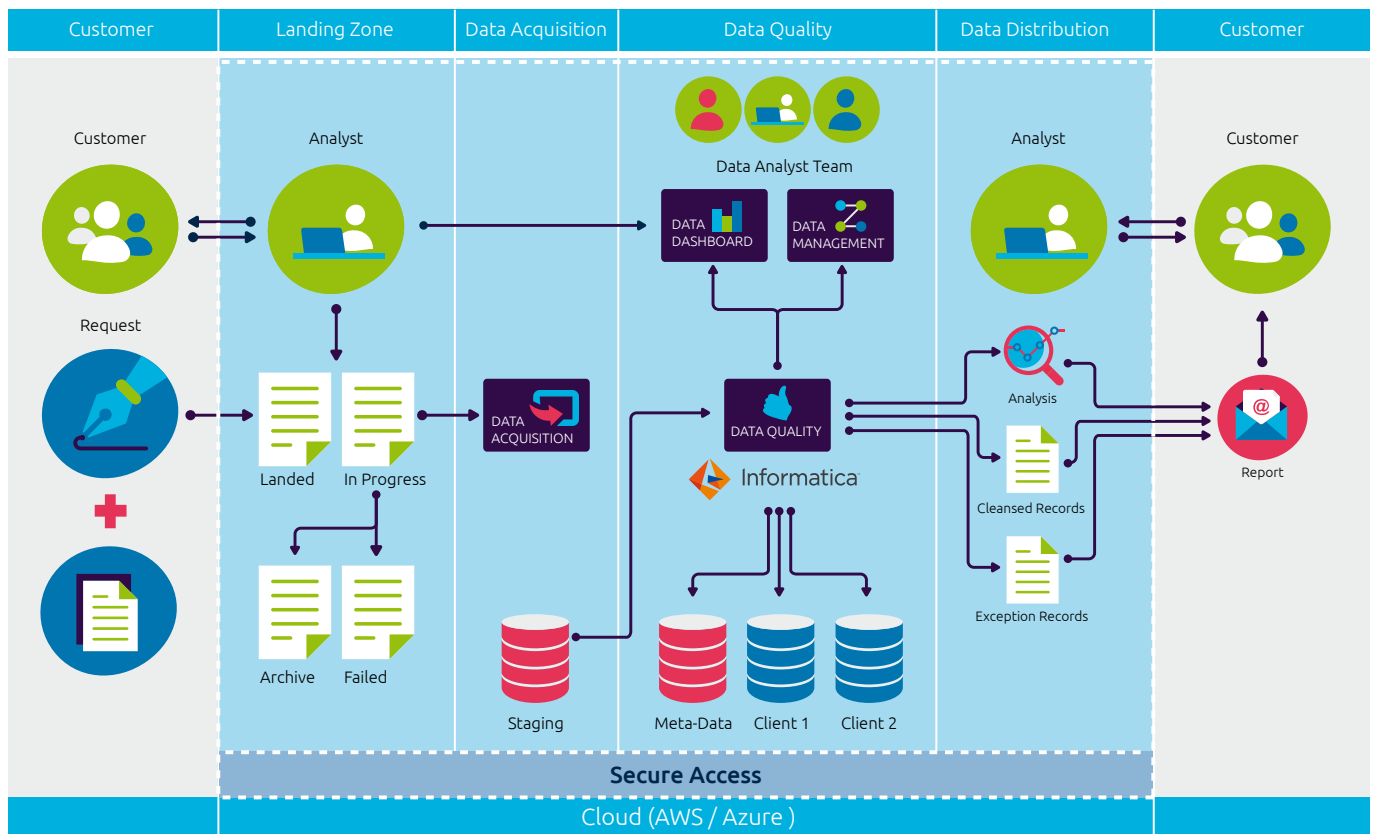 Customer
Landing Zone
Data Acquisition
Data Quality
Data Distribution
Customer
Customer
Analyst
Data Analyst Team
Analyst
Customer
DATA
DASHBOARD
DATA
MANAGEMENT
Request
Landed
In Progress
DATA
ACQUISITION
DATA QUALITY
Informatica
Analysis
@
Report
Cleansed Records
Exception Records
Archive
Failed
Staging
Meta-Data
Client 1
Client 2
Secure Access
Cloud (AWS / Azure )